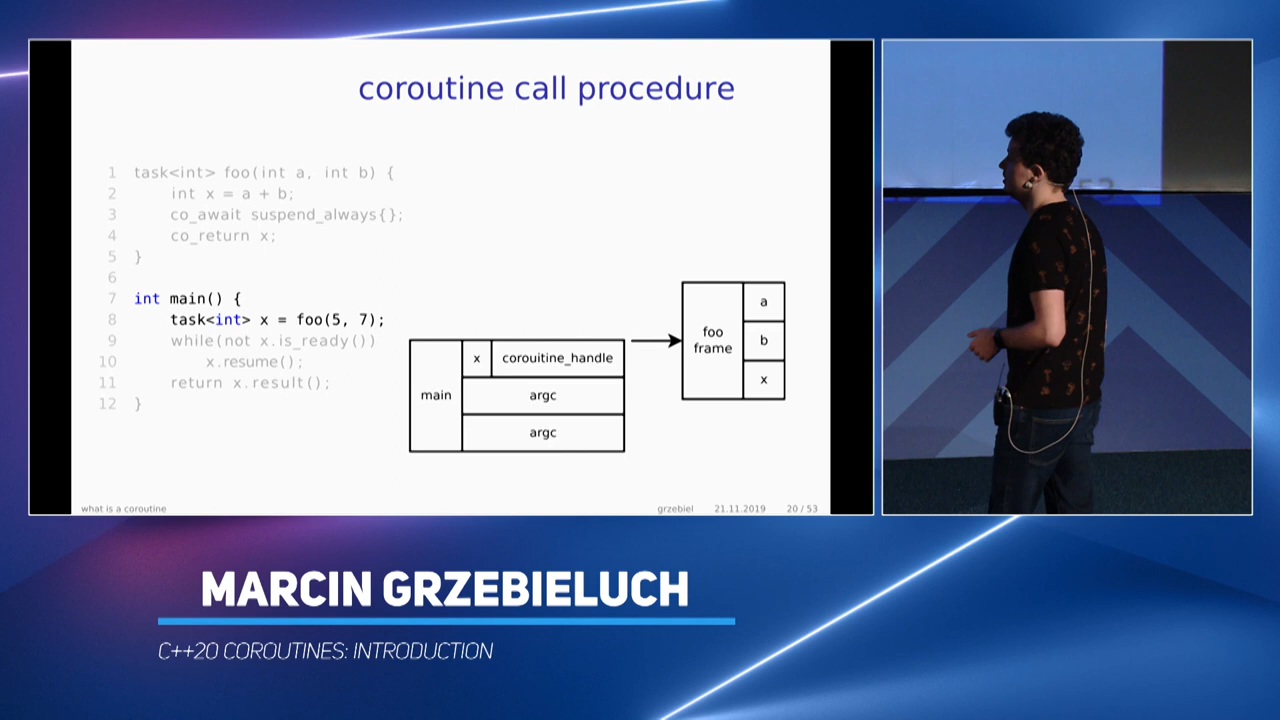 coroutine call procedure
1 task<int> foo(int a, int b) {
2 int x = a + b;
3 co_await suspend_always{};
4 co_return x;
5 }
6
7 int main() {
8 task<int> x = foo(5, 7);
9 while(not x.is_ready())
10 x.resume();
11 return x.result();
12 }
main
x
corouitine_handle
argc
argc
foo
frame
a
b
x
what is a coroutine
grzebiel 21.11.2019 20 / 53
MARCIN GRZEBIELUCH
C++20 COROUTINES: INTRODUCTION